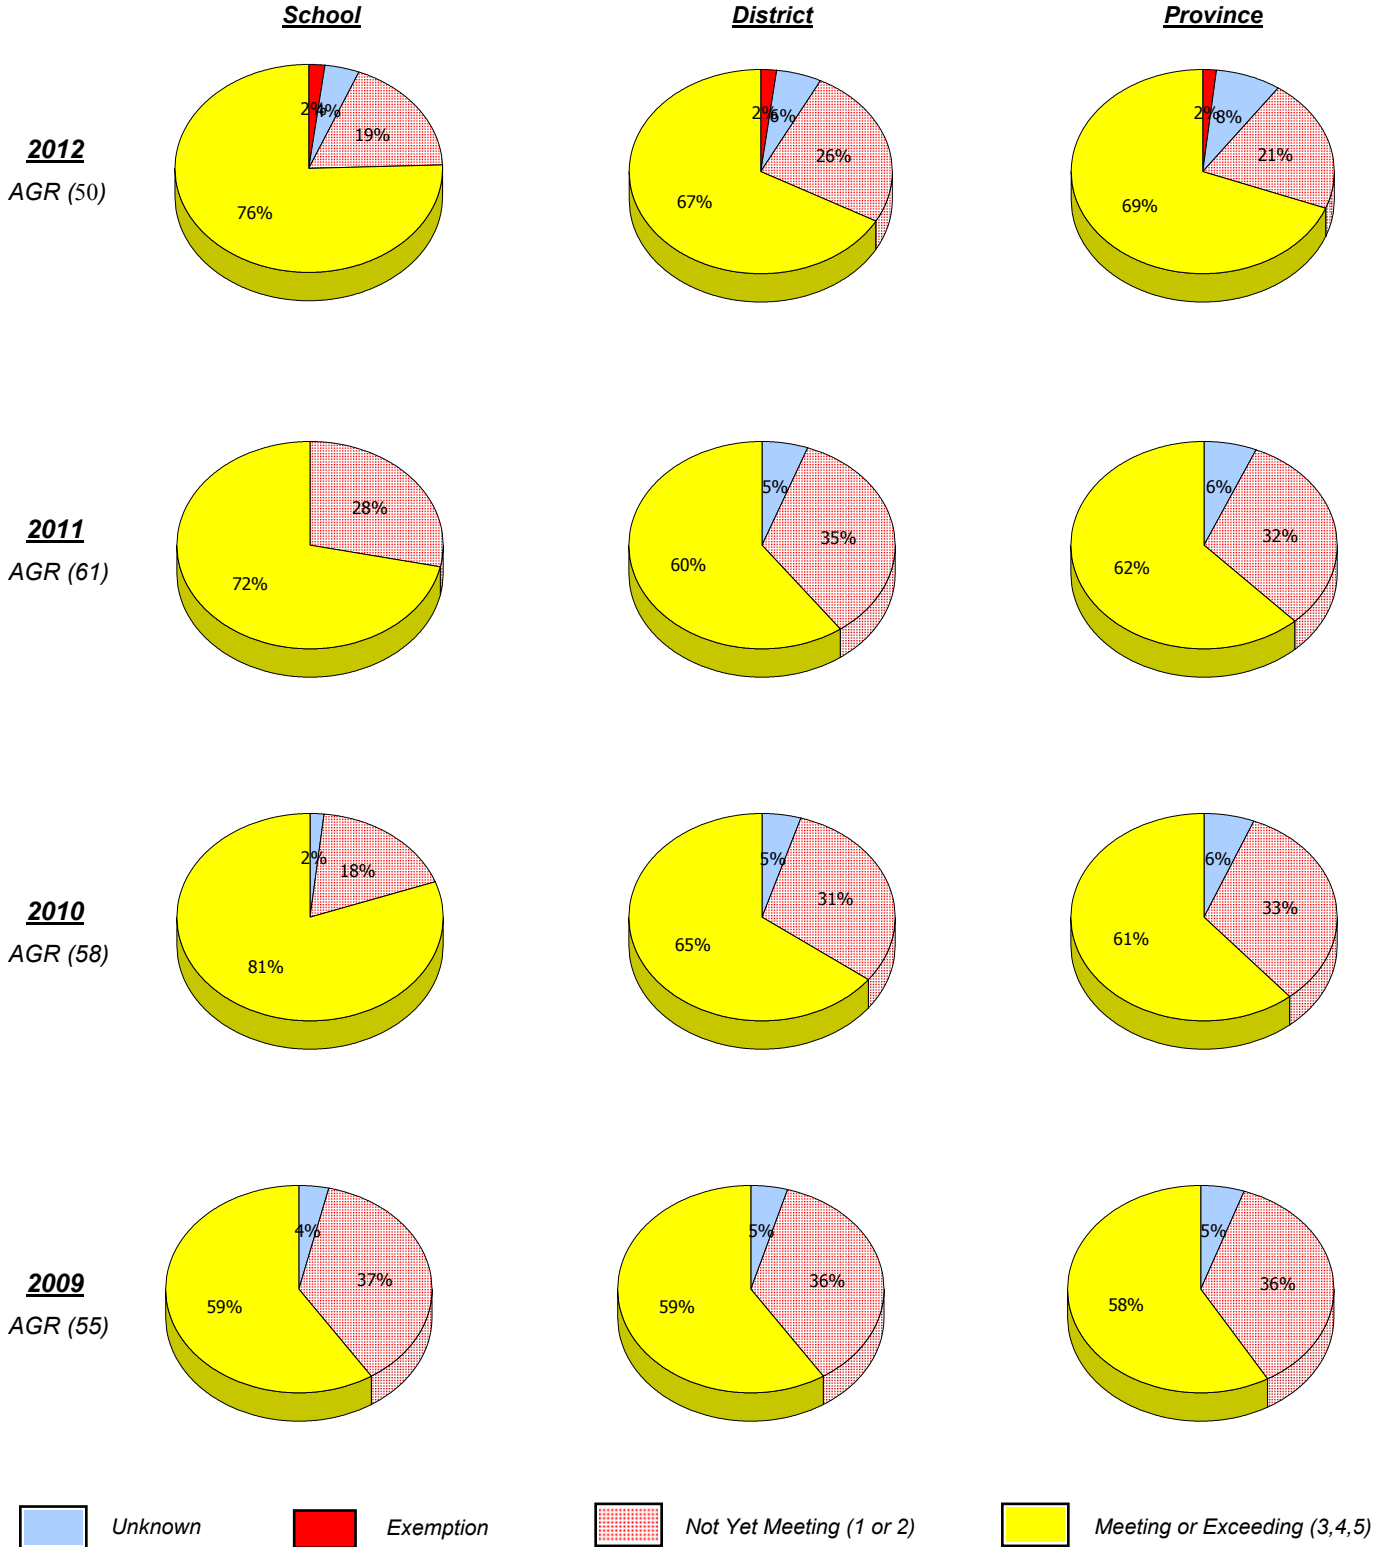 School District Province
2012
AGR (50)
2% 4% 19% 76%
2% 6% 26% 67%
2% 8% 21% 69%
2011
AGR (61)
28% 72%
5% 35% 60%
6% 32% 62%
2010
AGR (58)
2% 18% 81%
5% 31% 65%
6% 33% 61%
2009
AGR (55)
4% 37% 59%
5% 36% 59%
5% 36% 58%
Unknown Exemption Not Yet Meeting (1 or 2) Meeting or Exceeding (3,4,5)